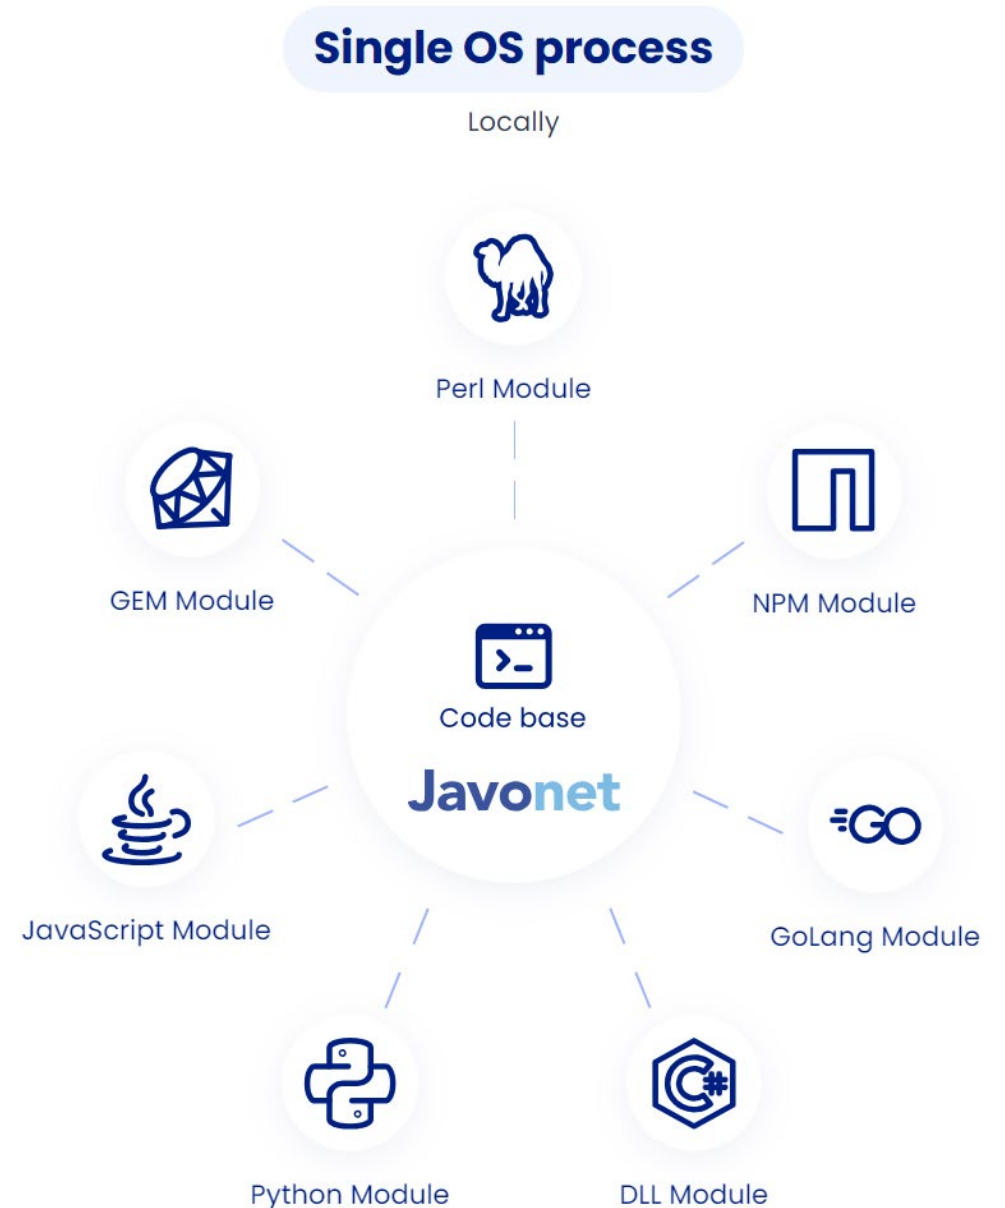 Single OS process
Locally
Perl Module
GEM Module
NPM Module
Code base
Javonet
GO
JavaScript Module
GoLang Module
C#
Python Module
DLL Module